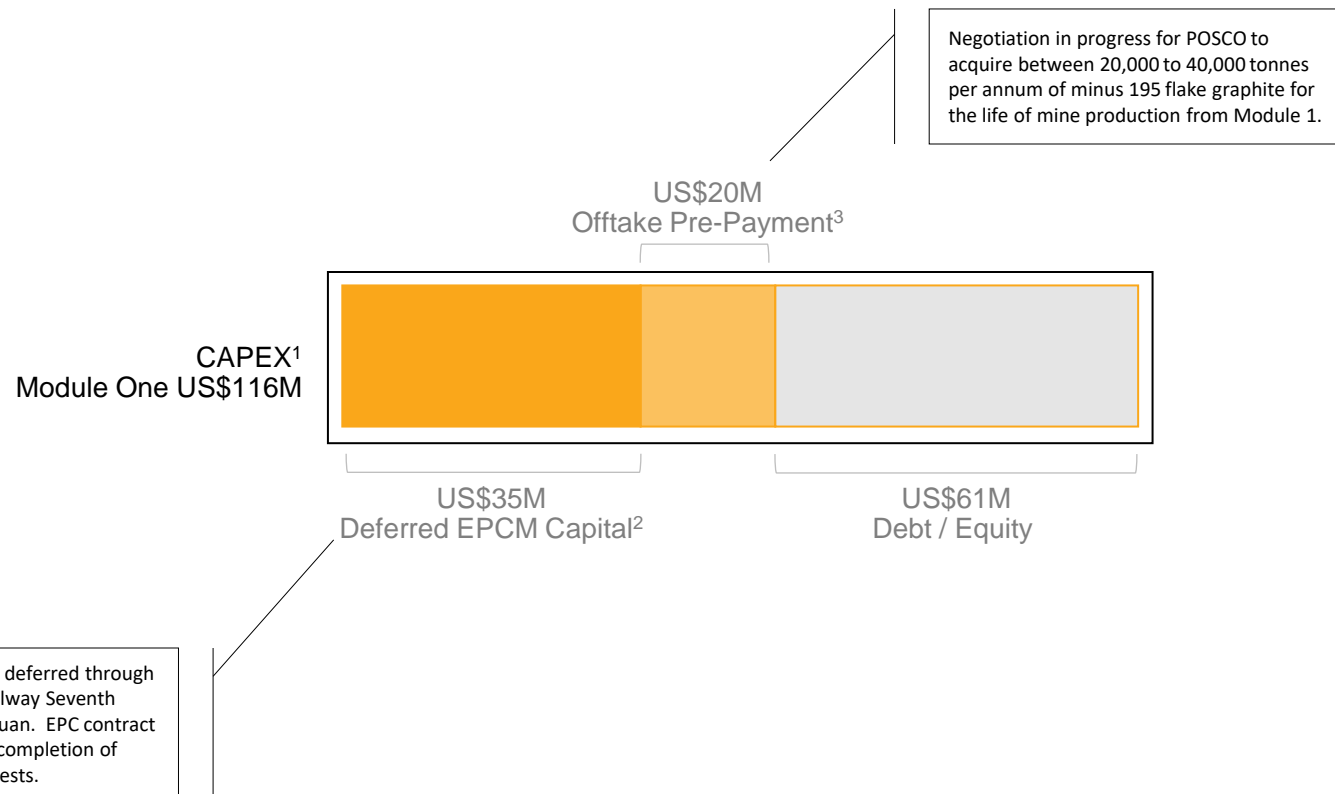 Negotiation in progress for POSCO to
acquire between 20,000 to 40,000 tonnes
per annum of minus 195 flake graphite for
the life of mine production from Module 1.
US$20M
Offtake Pre-Payment³
CAPEX¹
Module One US$116M
US$35M
Deferred EPCM Capital²
US$61M
Debt / Equity
deferred through
lway Seventh
uan. EPC contract
completion of
ests.